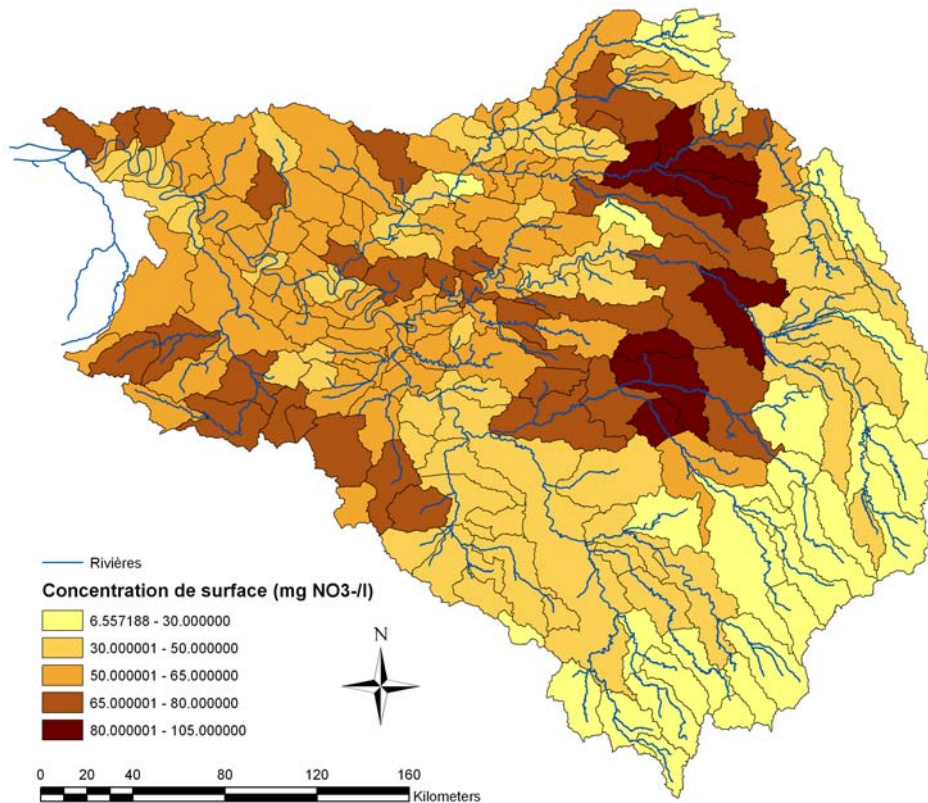 Rivières
Concentration de surface (mg NO3-/l)
6.557188 - 30.000000
30.000001 - 50.000000
50.000001 - 65.000000
65.000001 - 80.000000
80.000001 - 105.000000
N
0 20 40 80 120 160
Kilometers